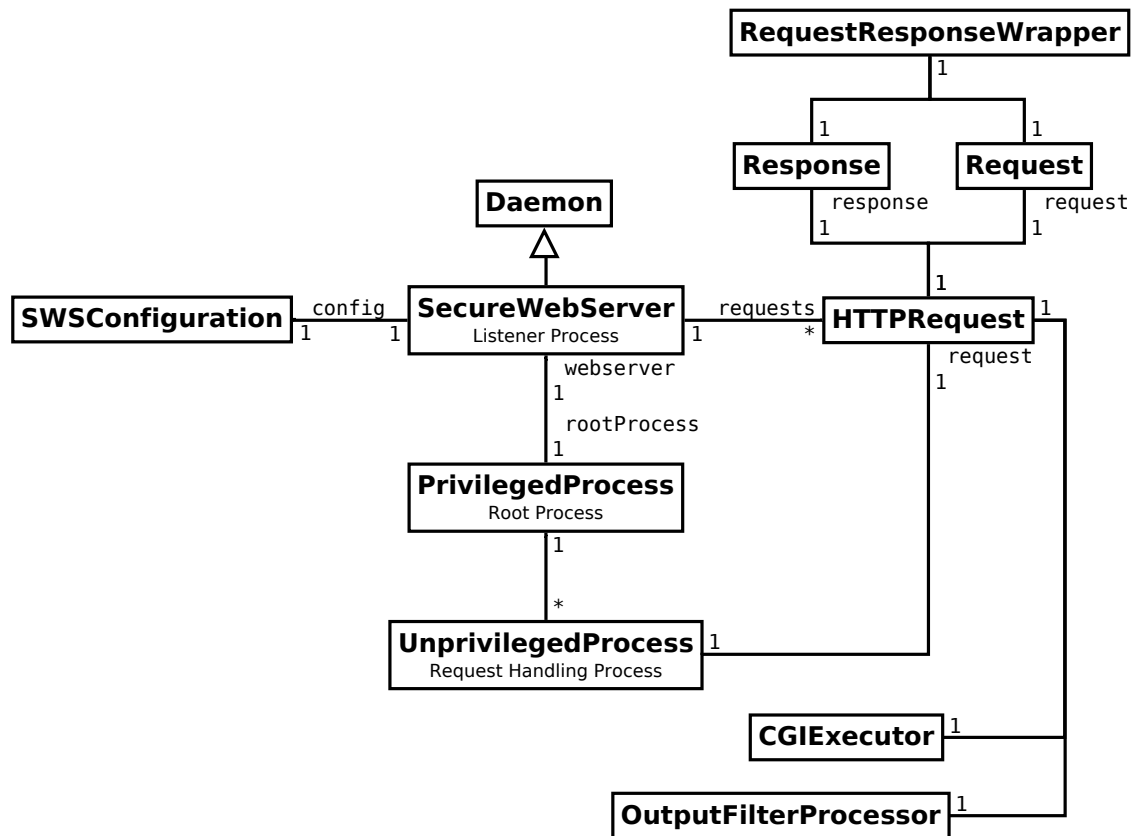 RequestResponseWrapper
1
1
1
Response
Request
response
request
1
1
Daemon
1
SWSConfiguration
config
1
1
SecureWebServer
Listener Process
requests
1
*
HTTPRequest
1
request
1
webserver
1
rootProcess
1
PrivilegedProcess
Root Process
1
*
UnprivilegedProcess
Request Handling Process
1
CGIExecutor
1
OutputFilterProcessor
1